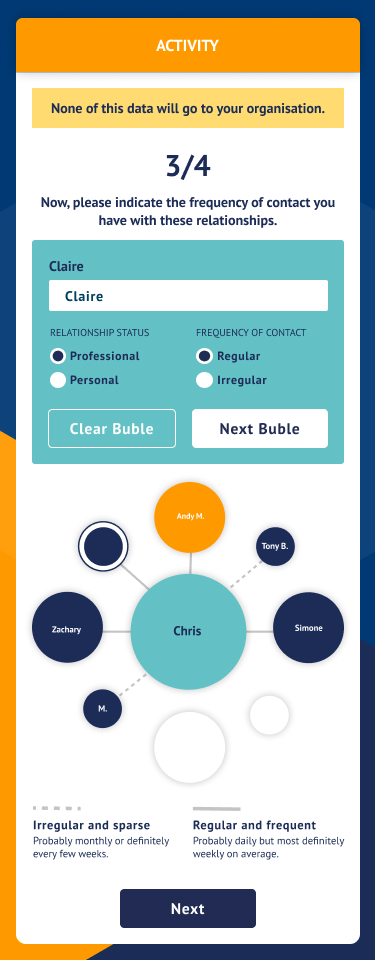 ACTIVITY
None of this data will go to your organisation.
3/4
Now, please indicate the frequency of contact you
have with these relationships.
Claire
Claire
RELATIONSHIP STATUS
Professional
Personal
FREQUENCY OF CONTACT
Regular
Irregular
Clear Buble
Next Buble
Andy M.
Tony B.
Zachary
Chris
Simone
M.
Irregular and sparse
Probably monthly or definitely
every few weeks.
Regular and frequent
Probably daily but most definitely
weekly on average.
Next